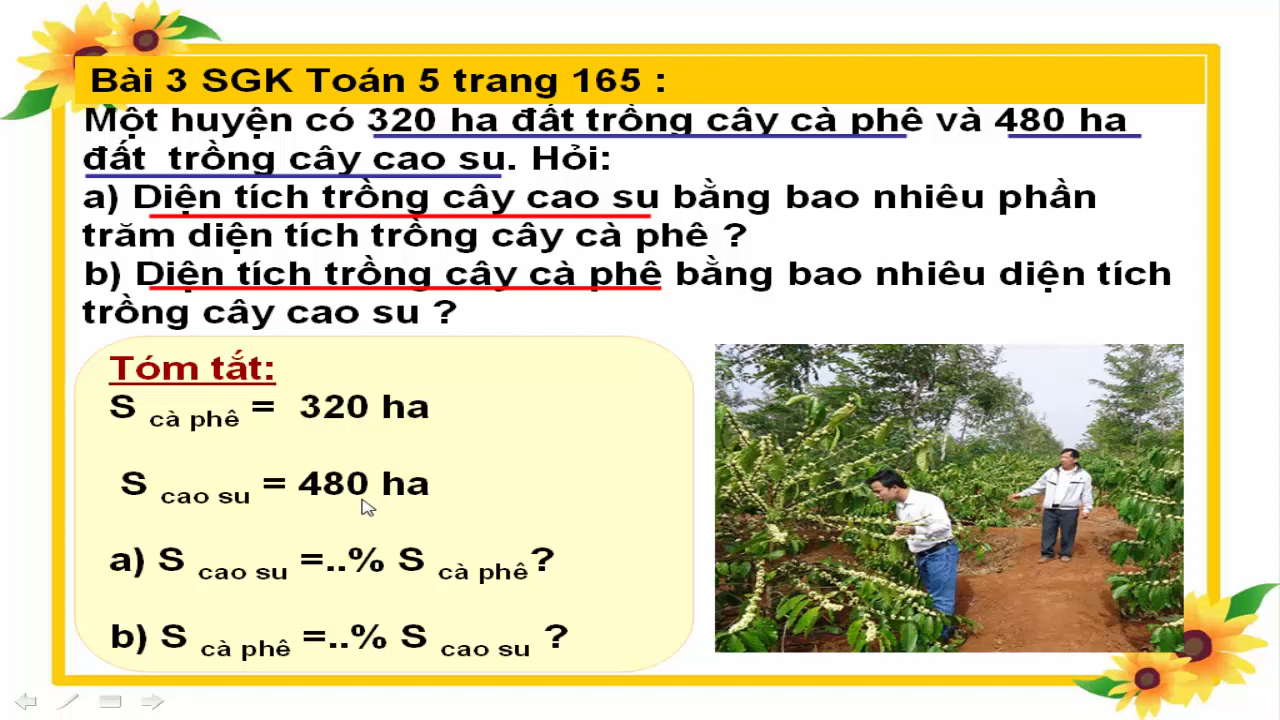 Bài 3 SGK Toán 5 trang 165 :
Một huyện có 320 ha đất trồng cây cà phê và 480 ha
đất trồng cây cao su. Hỏi:
a) Diện tích trồng cây cao su bằng bao nhiêu phần
trăm diện tích trồng cây cà phê ?
b) Diện tích trồng cây cà phê bằng bao nhiêu diện tích
trồng cây cao su ?
Tóm tắt:
S cà phê = 320 ha
S cao su = 480 ha
a) S cao su =..% S cà phê?
b) S cà phê =..% S cao su ?